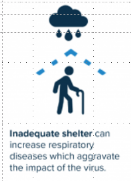 Inadequate shelter can
increase respiratory
diseases which aggravate
the impact of the virus.